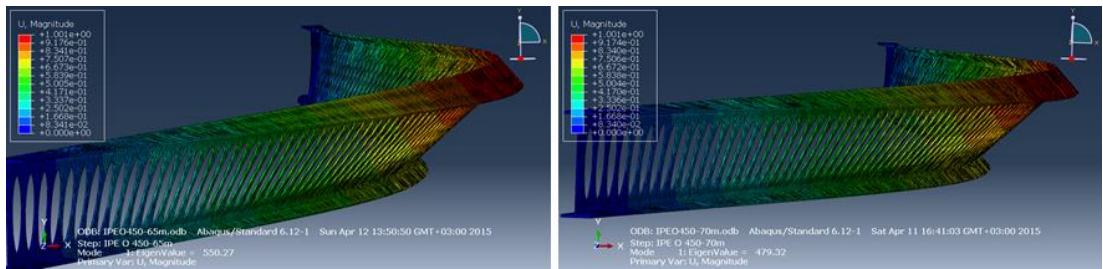 U, Magnitude
+1.001e+00
+9.176e-01
+8.341e-01
+7.507e-01
+6.673e-01
+5.839e-01
+5.005e-01
+4.171e-01
+3.337e-01
+2.502e-01
+1.668e-01
+8.341e-02
+0.000e+00
Y
X
Y
Z
X
ODB: IPEO450-65m.odb Abaqus/Standard 6.12-1 Sun Apr 12 13:50:50 GMT+03:00 2015
Step: IPE O 450-65m
Mode 1: EigenValue = 550.27
Primary Var: U, Magnitude
U, Magnitude
+1.001e+00
+9.174e-01
+8.340e-01
+7.506e-01
+6.672e-01
+5.838e-01
+5.004e-01
+4.170e-01
+3.336e-01
+2.502e-01
+1.668e-01
+8.340e-02
+0.000e+00
Y
X
Y
Z
X
ODB: IPEO450-70m.odb Abaqus/Standard 6.12-1 Sat Apr 11 16:41:03 GMT+03:00 2015
Step: IPE O 450-70m
Mode 1: EigenValue = 479.32
Primary Var: U, Magnitude